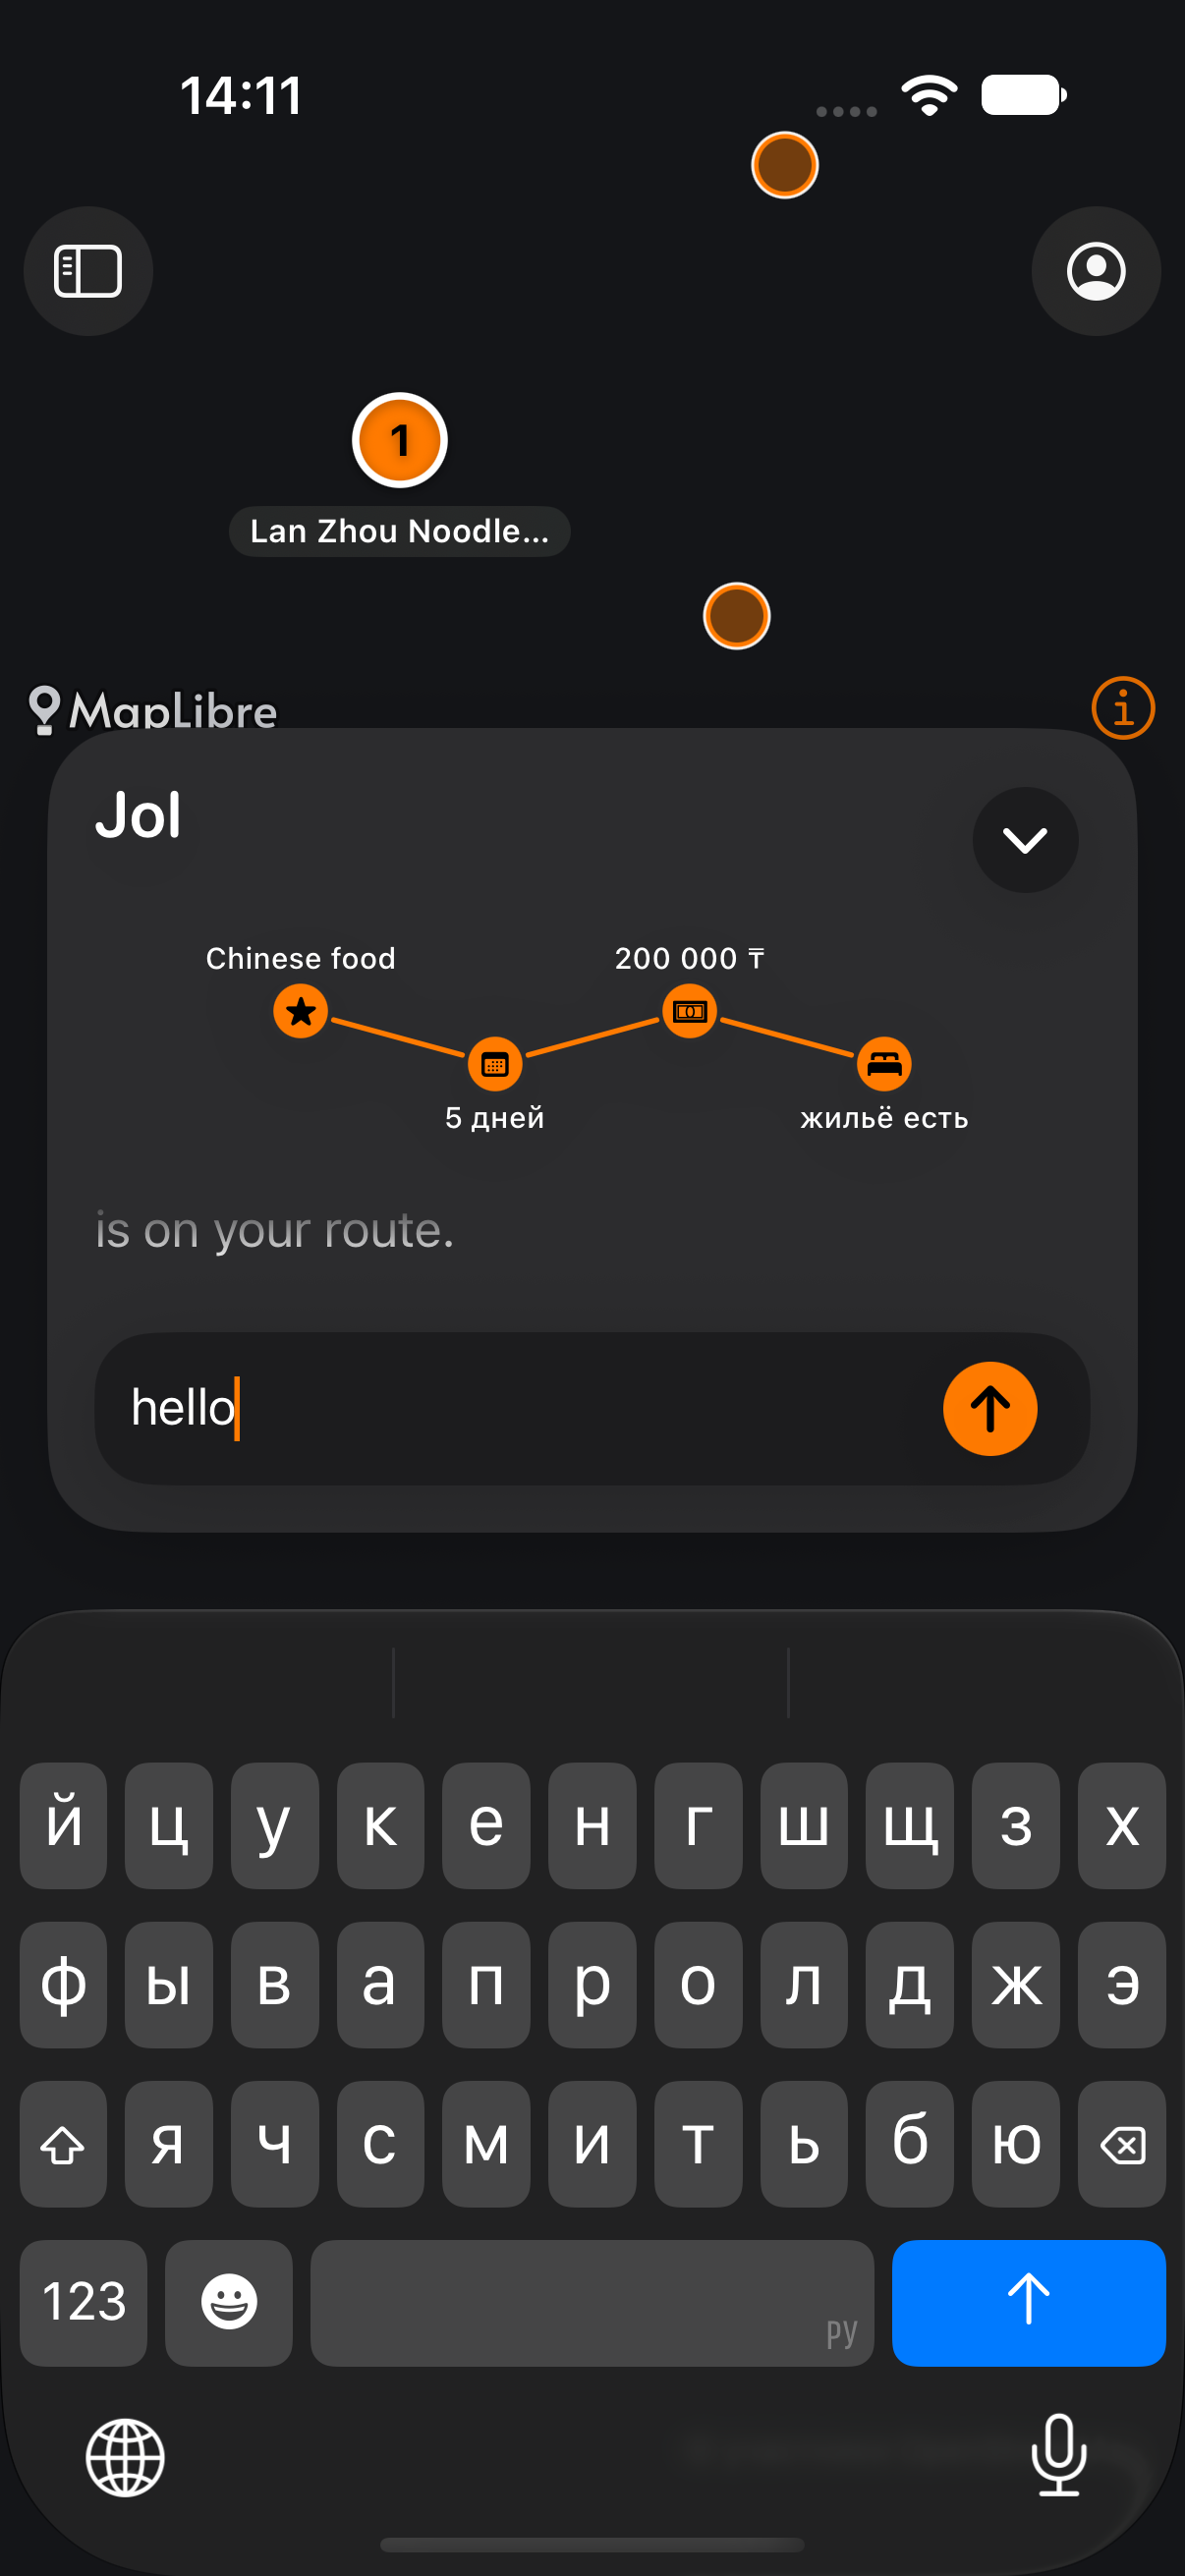 14:11
1
Lan Zhou Noodle...
MapLibre
Jol
Chinese food
200 000 ₸
5 дней
жильё есть
is on your route.
hello
й ц у к е н г ш щ з х
ф ы в а п р о л д ж э
я ч с м и т ь б ю
123
РУ